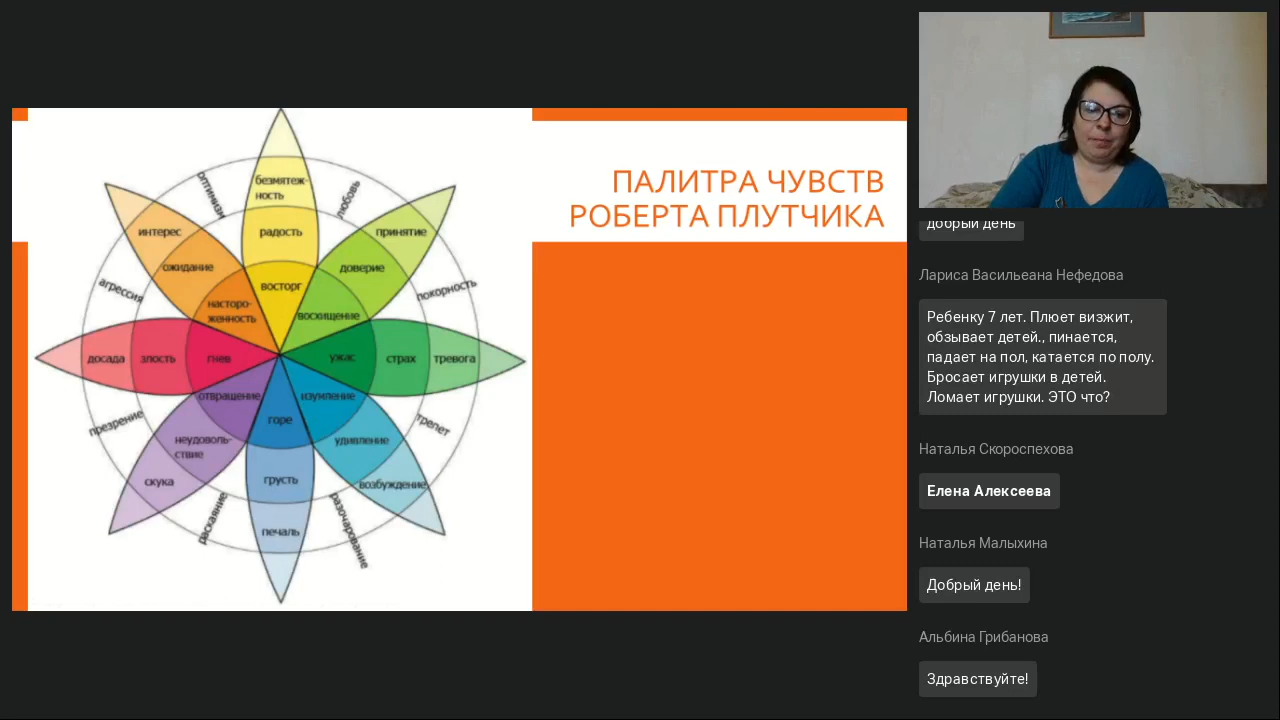 ПАЛИТРА ЧУВСТВ
РОБЕРТА ПЛУТЧИКА
безмятеж-
ность
оптимизм
любовь
интерес
радость
принятие
ожидание
доверие
агрессия
восторг
покорность
насторо-
женность
восхищение
досада
злость
гнев
ужас
страх
тревога
отвращение
изумление
презрение
горе
трепет
неудоволь-
ствие
удивление
скука
грусть
возбуждение
раскаяние
печаль
разочарование
добрый день
Лариса Васильеана Нефедова
Ребенку 7 лет. Плюет визжит,
обзывает детей., пинается,
падает на пол, катается по полу.
Бросает игрушки в детей.
Ломает игрушки. ЭТО что?
Наталья Скороспехова
Елена Алексеева
Наталья Малыхина
Добрый день!
Альбина Грибанова
Здравствуйте!